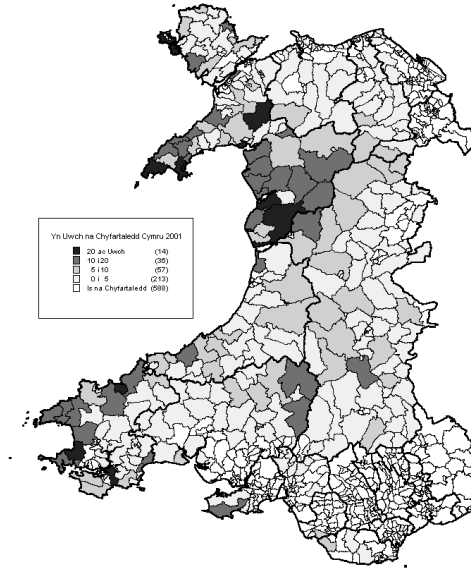 Yn Uwch na Chyfartaledd Cymru 2001
20 ac Uwch (14)
10 i 20 (35)
5 i 10 (57)
0 i 5 (213)
Is na Chyfartaledd (588)